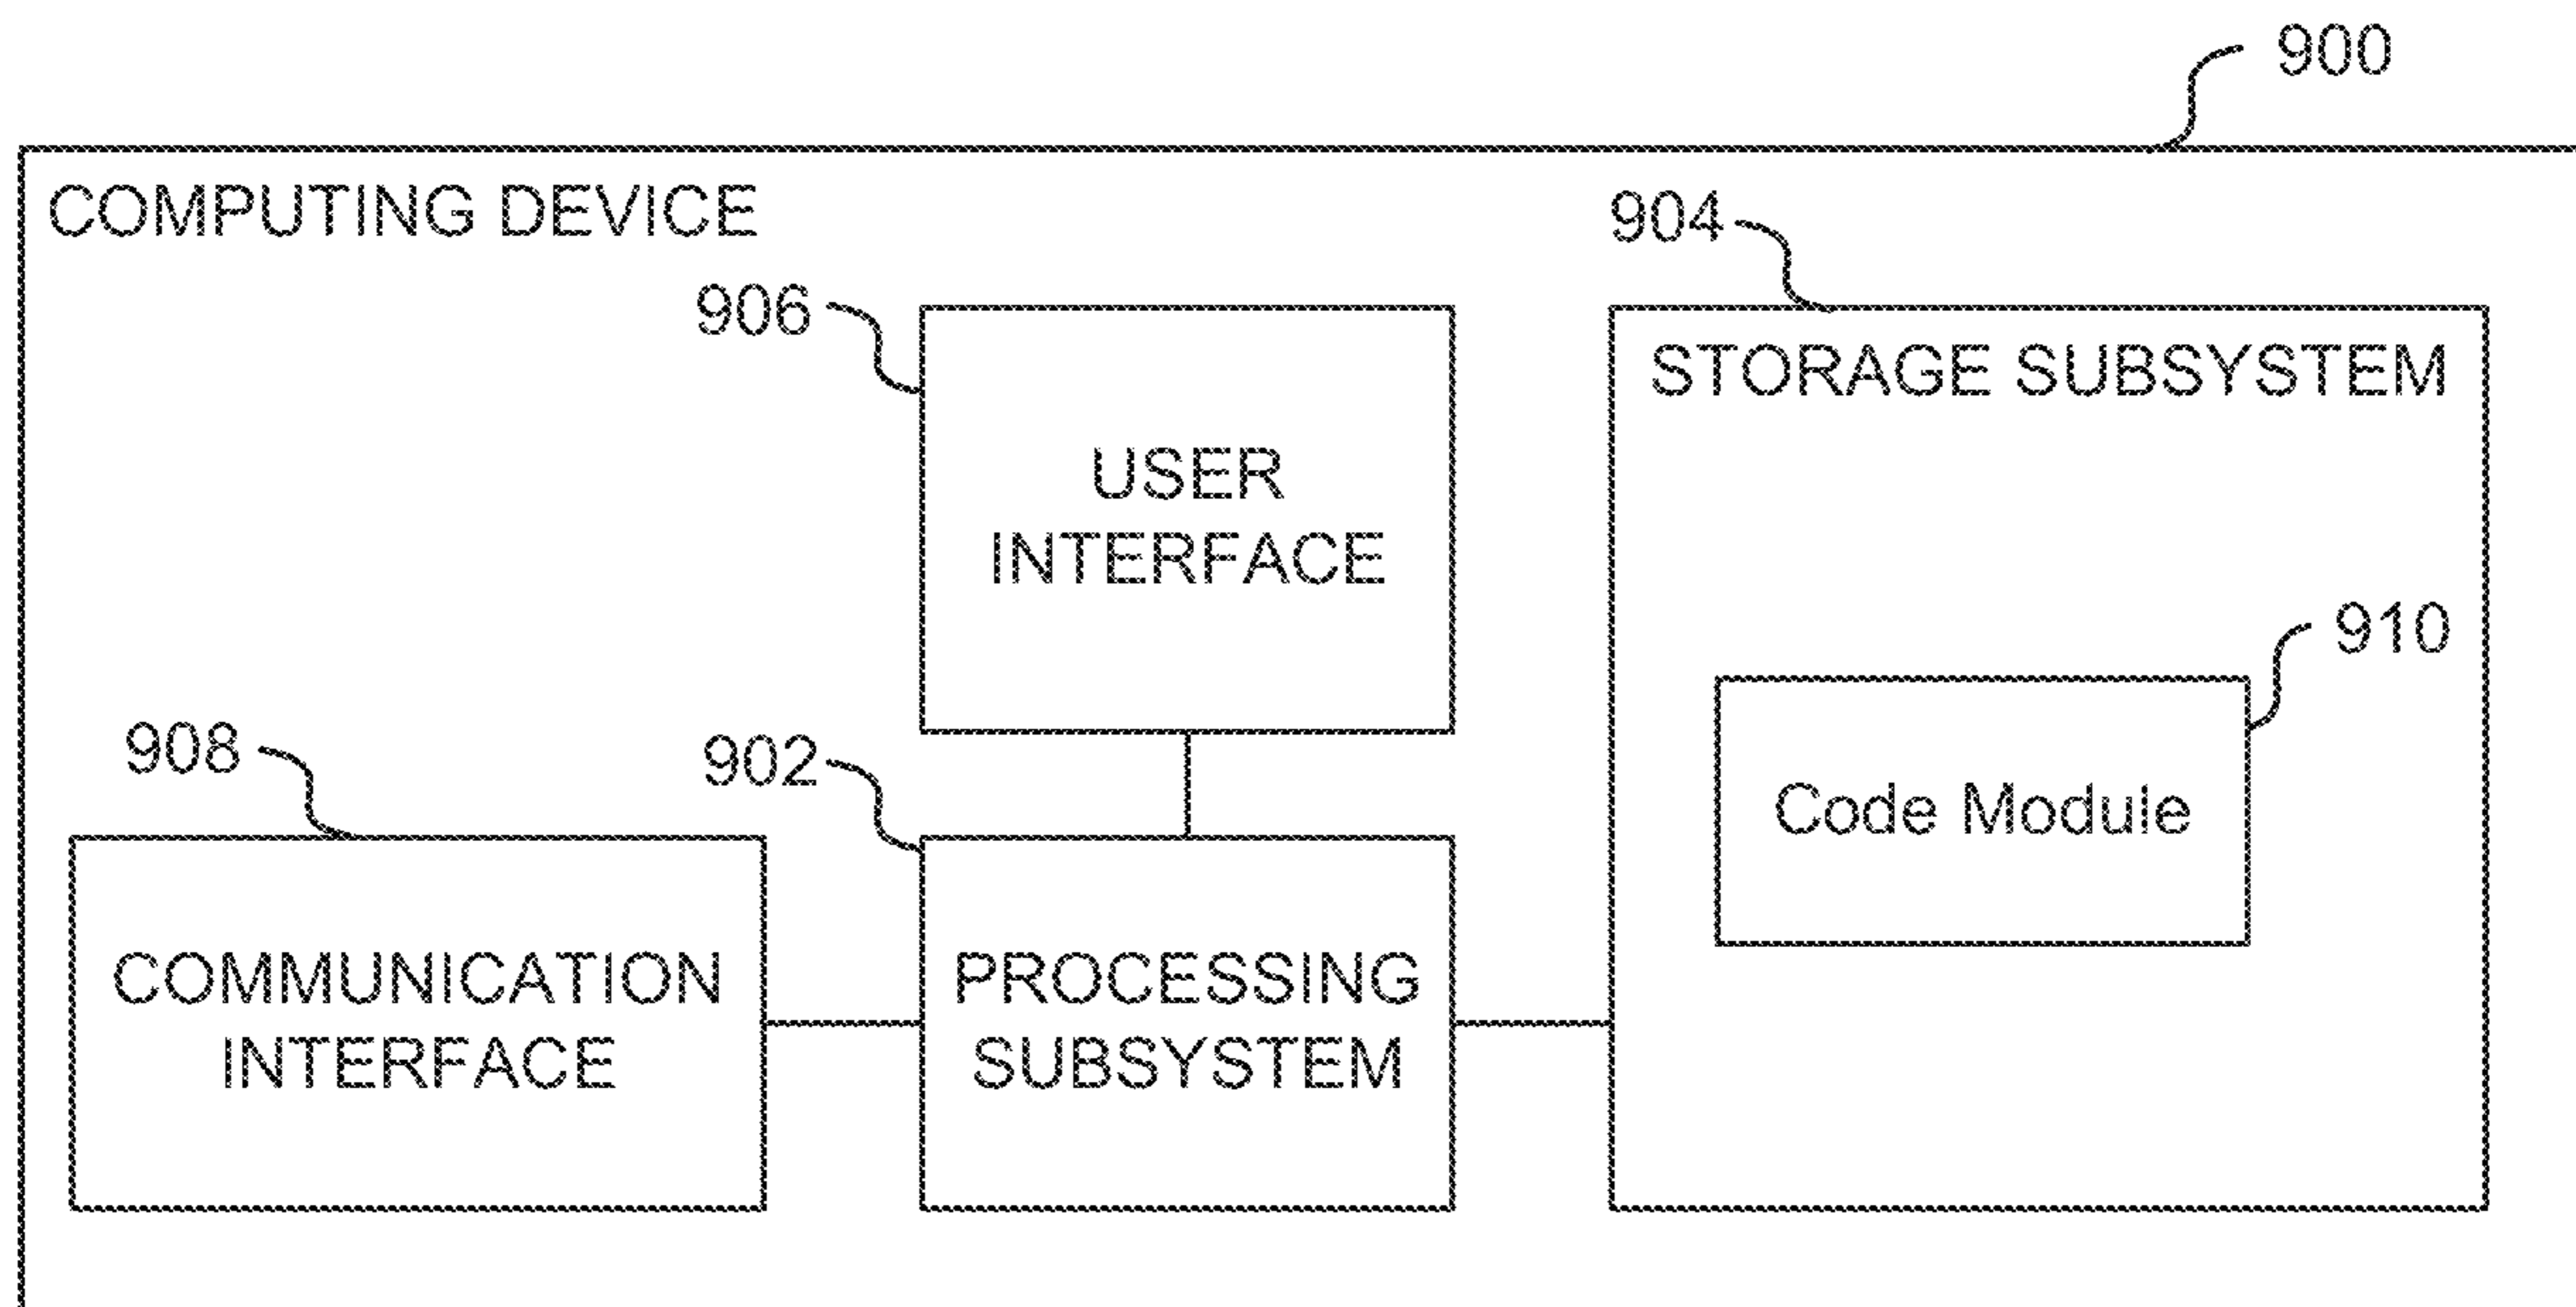 900
COMPUTING DEVICE
904
906
STORAGE SUBSYSTEM
USER
INTERFACE
910
908
902
Code Module
COMMUNICATION
INTERFACE
PROCESSING
SUBSYSTEM